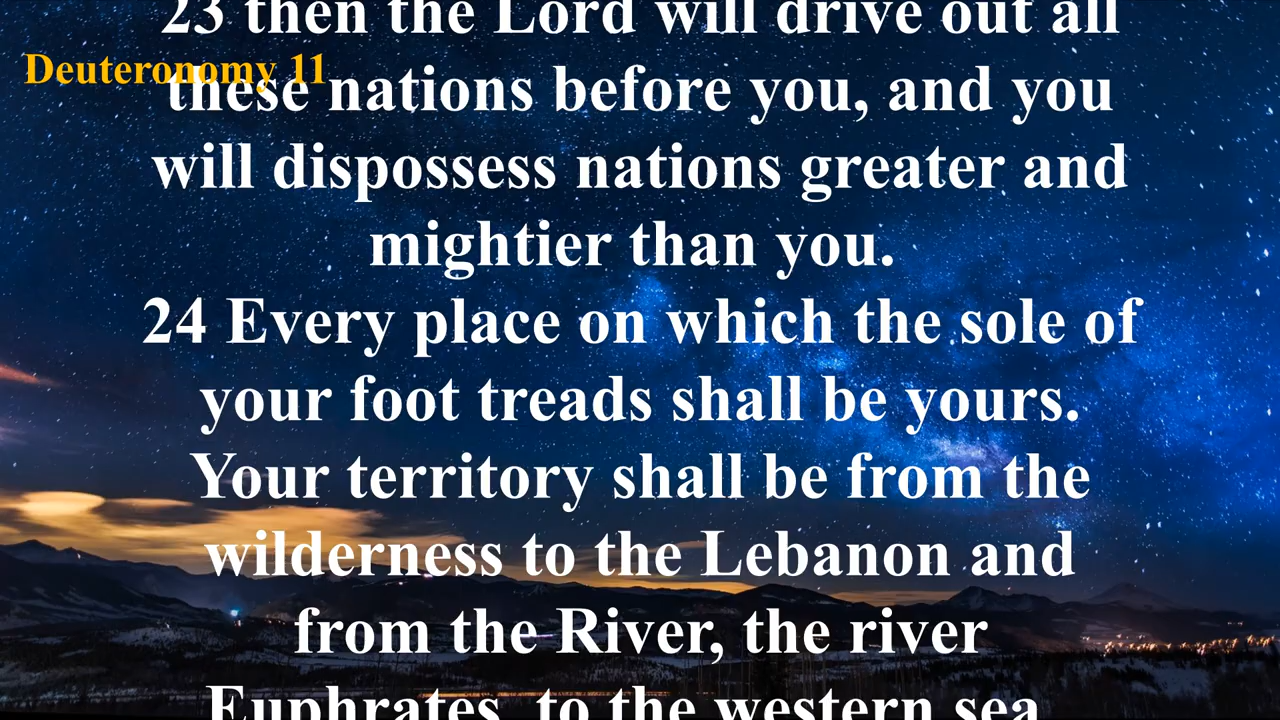 23 then the Lord will drive out all
Deuteronomy 11
these nations before you, and you
will dispossess nations greater and
mightier than you.
24 Every place on which the sole of
your foot treads shall be yours.
Your territory shall be from the
wilderness to the Lebanon and
from the River, the river
Euphrates, to the western sea.